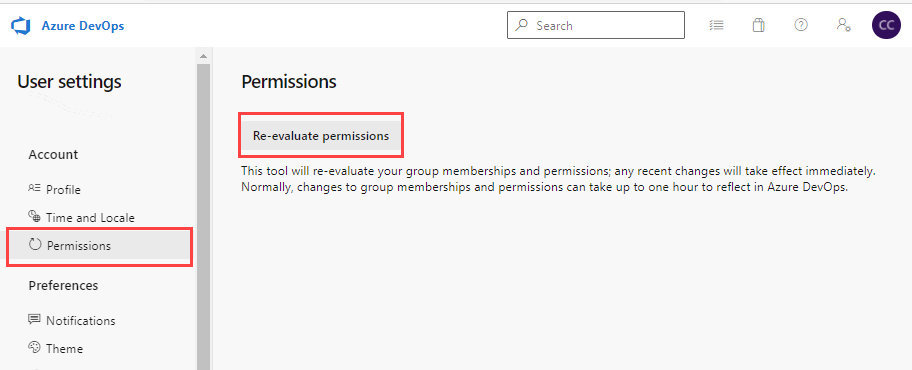 Azure DevOps
Search
CC
User settings
Account
Profile
Time and Locale
Permissions
Preferences
Notifications
Theme
Permissions
Re-evaluate permissions
This tool will re-evaluate your group memberships and permissions; any recent changes will take effect immediately.
Normally, changes to group memberships and permissions can take up to one hour to reflect in Azure DevOps.